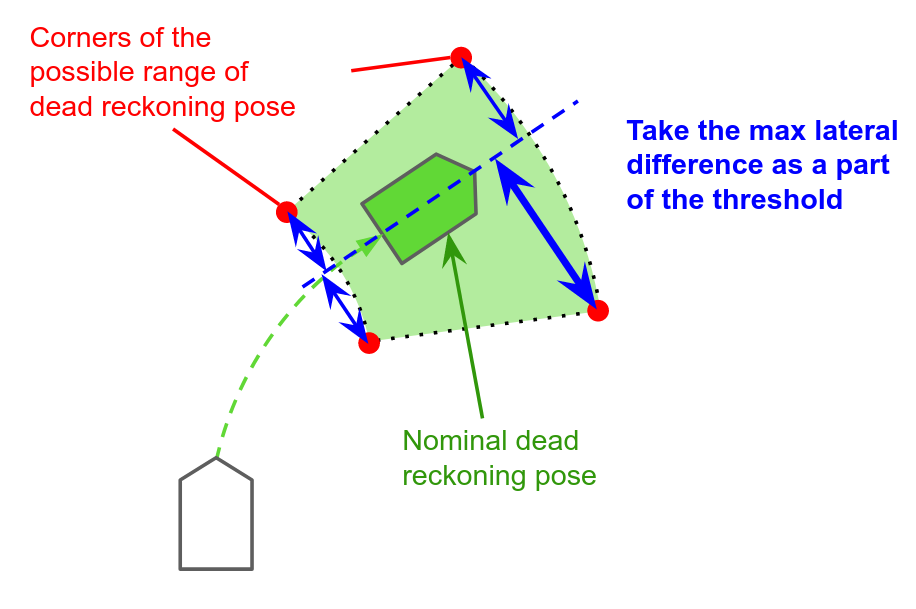 Corners of the
possible range of
dead reckoning pose
Take the max lateral
difference as a part
of the threshold
Nominal dead
reckoning pose